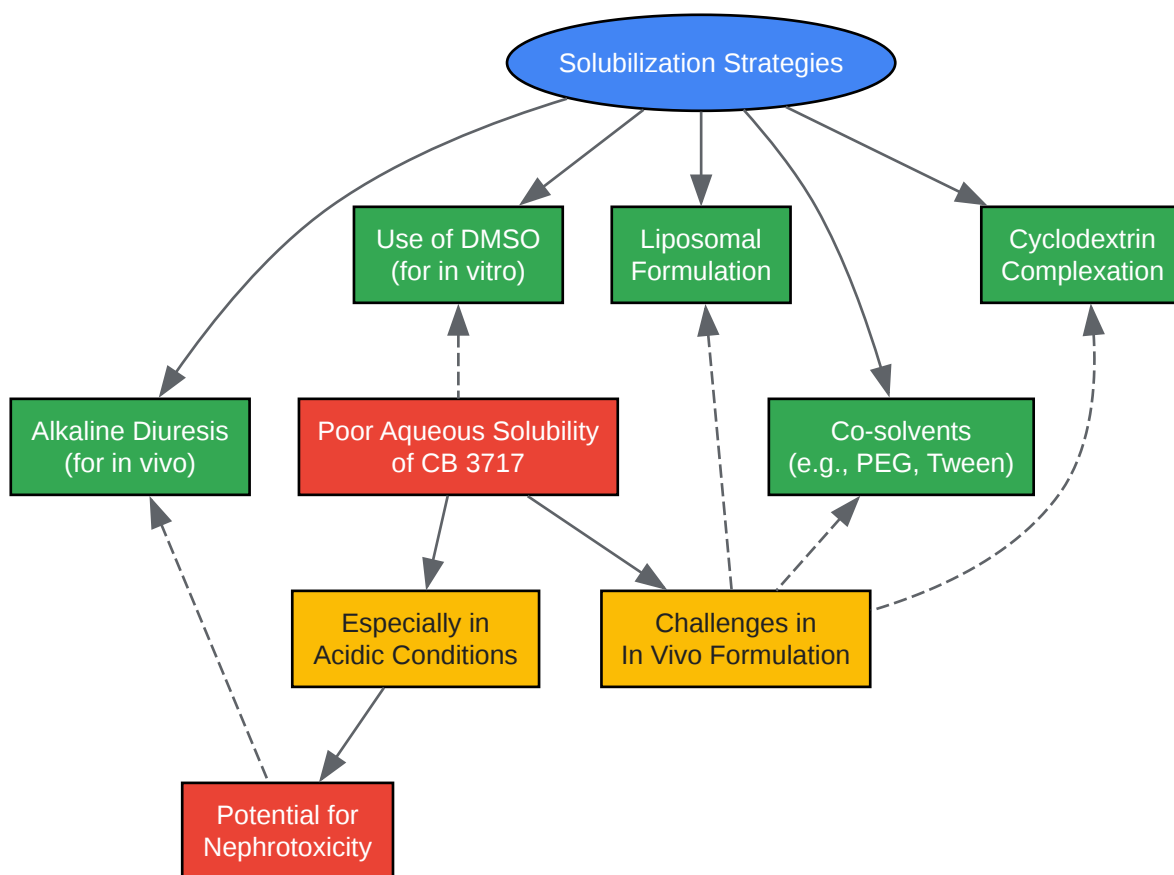 Solubilization Strategies
Use of DMSO
(for in vitro)
Liposomal
Formulation
Cyclodextrin
Complexation
Alkaline Diuresis
(for in vivo)
Poor Aqueous Solubility
of CB 3717
Co-solvents
(e.g., PEG, Tween)
Especially in
Acidic Conditions
Challenges in
In Vivo Formulation
Potential for
Nephrotoxicity